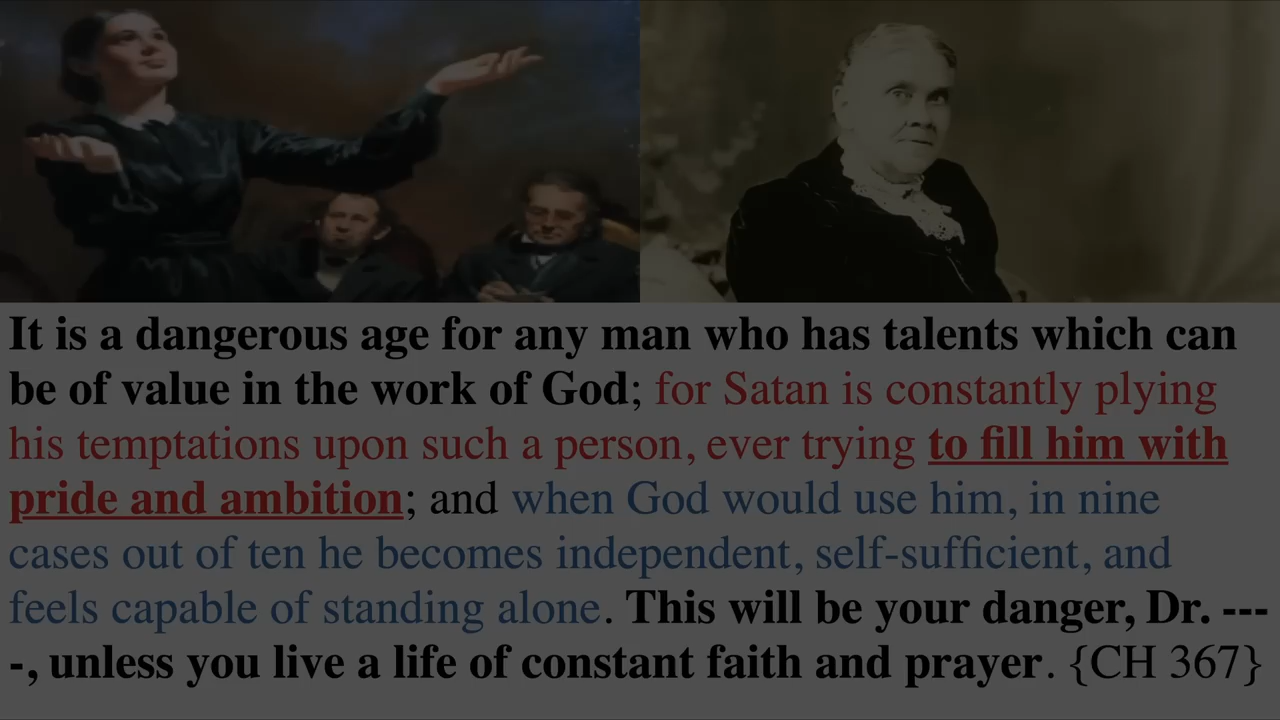 It is a dangerous age for any man who has talents which can
be of value in the work of God; for Satan is constantly plying
his temptations upon such a person, ever trying to fill him with
pride and ambition; and when God would use him, in nine
cases out of ten he becomes independent, self-sufficient, and
feels capable of standing alone. This will be your danger, Dr. ---
-, unless you live a life of constant faith and prayer. {CH 367}